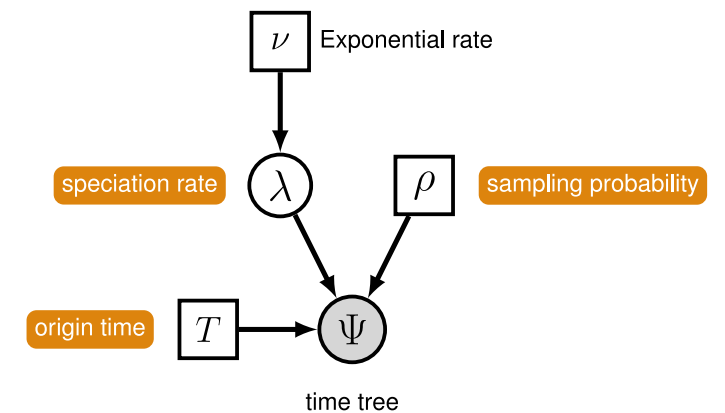 ν Exponential rate
speciation rate λ ρ sampling probability
origin time T Ψ
time tree